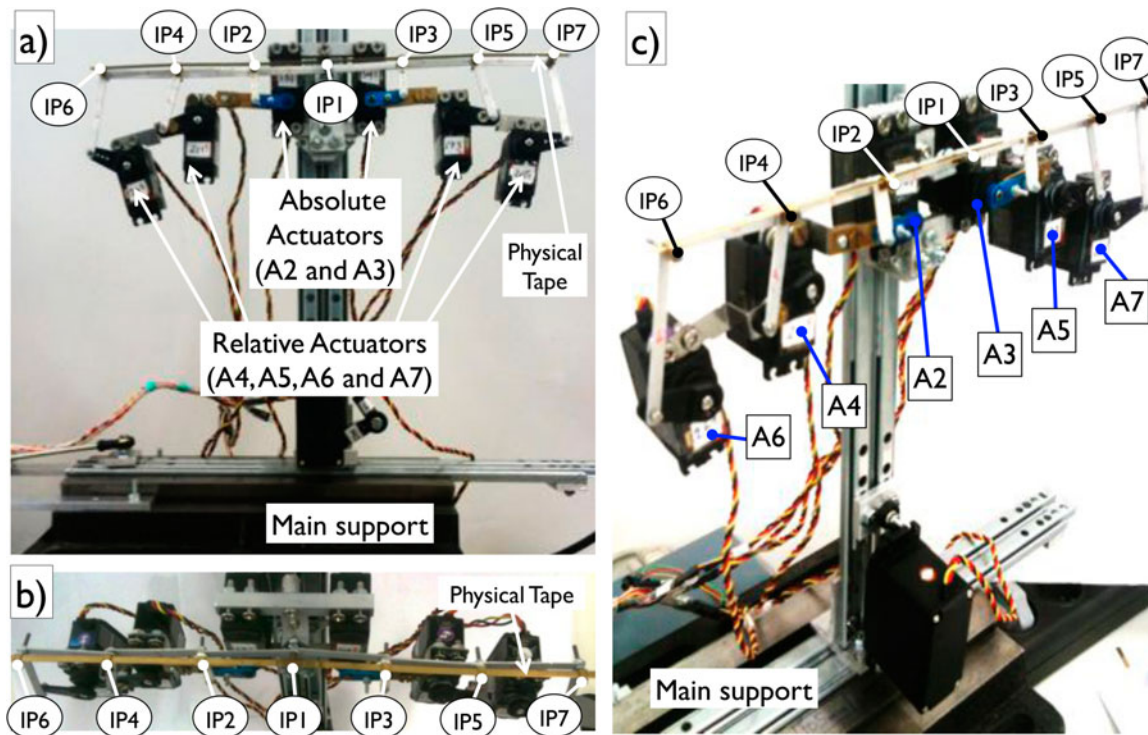 a)
IP4
IP2
IP3
IP5
IP7
IP6
IP1
Absolute
Actuators
(A2 and A3)
Physical
Tape
Relative Actuators
(A4, A5, A6 and A7)
Main support
b)
Physical Tape
IP6
IP4
IP2
IP1
IP3
IP5
IP7
c)
IP7
IP5
IP3
IP1
IP2
IP4
IP6
A7
A5
A3
A2
A4
A6
Main support